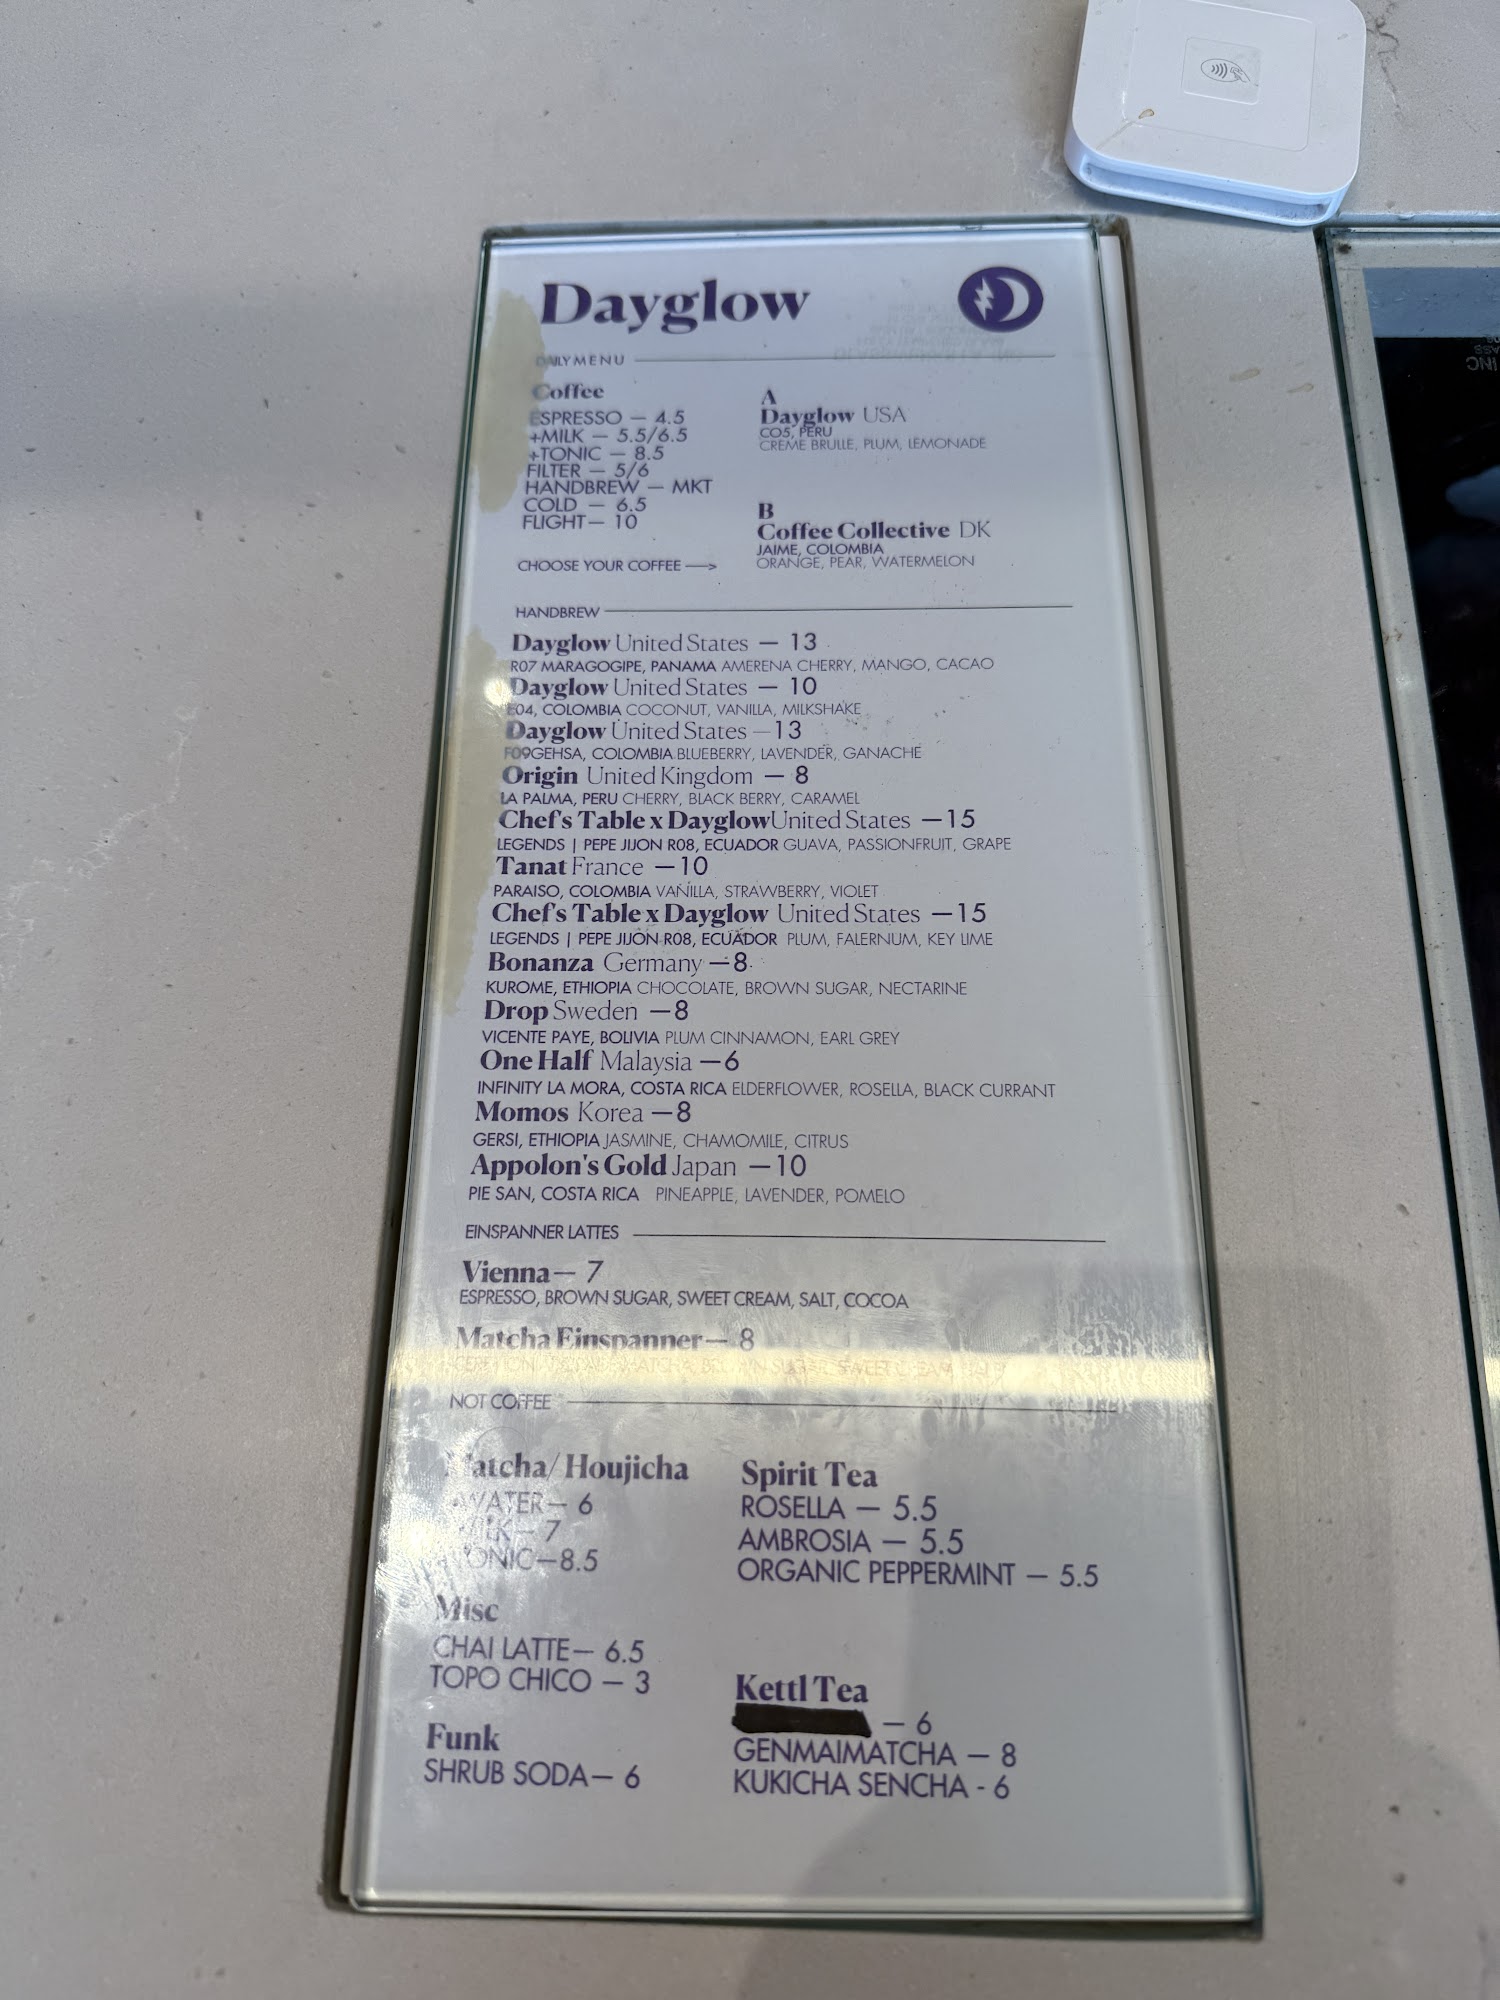 Dayglow
DAILY MENU
Coffee
ESPRESSO — 4.5
+MILK — 5.5/6.5
+TONIC — 8.5
FILTER — 5/6
HANDBREW — MKT
COLD — 6.5
FLIGHT— 10
CHOOSE YOUR COFFEE —>
A
Dayglow USA
CO5, PERU
CREME BRULLE, PLUM, LEMONADE
B
Coffee Collective DK
JAIME, COLOMBIA
ORANGE, PEAR, WATERMELON
HANDBREW
Dayglow United States — 13
R07 MARAGOGIPE, PANAMA AMERENA CHERRY, MANGO, CACAO
Dayglow United States — 10
E04, COLOMBIA COCONUT, VANILLA, MILKSHAKE
Dayglow United States —13
F09GEHSA, COLOMBIA BLUEBERRY, LAVENDER, GANACHE
Origin United Kingdom — 8
LA PALMA, PERU CHERRY, BLACK BERRY, CARAMEL
Chef's Table x DayglowUnited States —15
LEGENDS | PEPE JIJON R08, ECUADOR GUAVA, PASSIONFRUIT, GRAPE
Tanat France —10
PARAISO, COLOMBIA VANILLA, STRAWBERRY, VIOLET
Chef's Table x Dayglow United States —15
LEGENDS | PEPE JIJON R08, ECUADOR PLUM, FALERNUM, KEY LIME
Bonanza Germany —8
KUROME, ETHIOPIA CHOCOLATE, BROWN SUGAR, NECTARINE
Drop Sweden —8
VICENTE PAYE, BOLIVIA PLUM CINNAMON, EARL GREY
One Half Malaysia —6
INFINITY LA MORA, COSTA RICA ELDERFLOWER, ROSELLA, BLACK CURRANT
Momos Korea —8
GERSI, ETHIOPIA JASMINE, CHAMOMILE, CITRUS
Appolon's Gold Japan —10
PIE SAN, COSTA RICA PINEAPPLE, LAVENDER, POMELO
EINSPANNER LATTES
Vienna— 7
ESPRESSO, BROWN SUGAR, SWEET CREAM, SALT, COCOA
Matcha Einspanner— 8
NOT COFFEE
Matcha/Houjicha
+WATER— 6
+MILK— 7
+TONIC—8.5
Misc
CHAI LATTE— 6.5
TOPO CHICO — 3
Funk
SHRUB SODA— 6
Spirit Tea
ROSELLA — 5.5
AMBROSIA — 5.5
ORGANIC PEPPERMINT — 5.5
Kettl Tea
— 6
GENMAIMATCHA — 8
KUKICHA SENCHA - 6